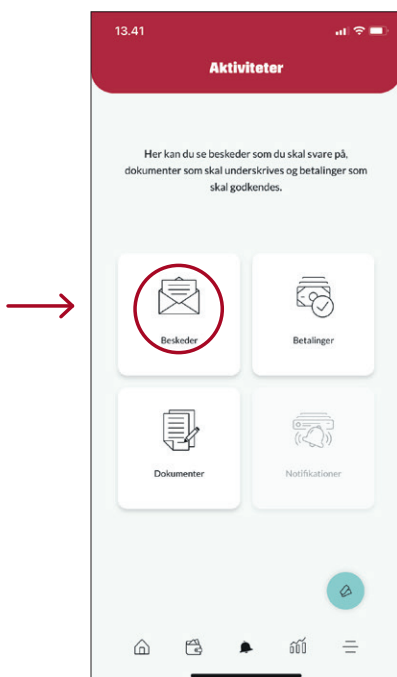 13.41
Aktiviteter
Her kan du se beskeder som du skal svare på,
dokumenter som skal underskrives og betalinger som
skal godkendes.
Beskeder
Betalinger
Dokumenter
Notifikationer